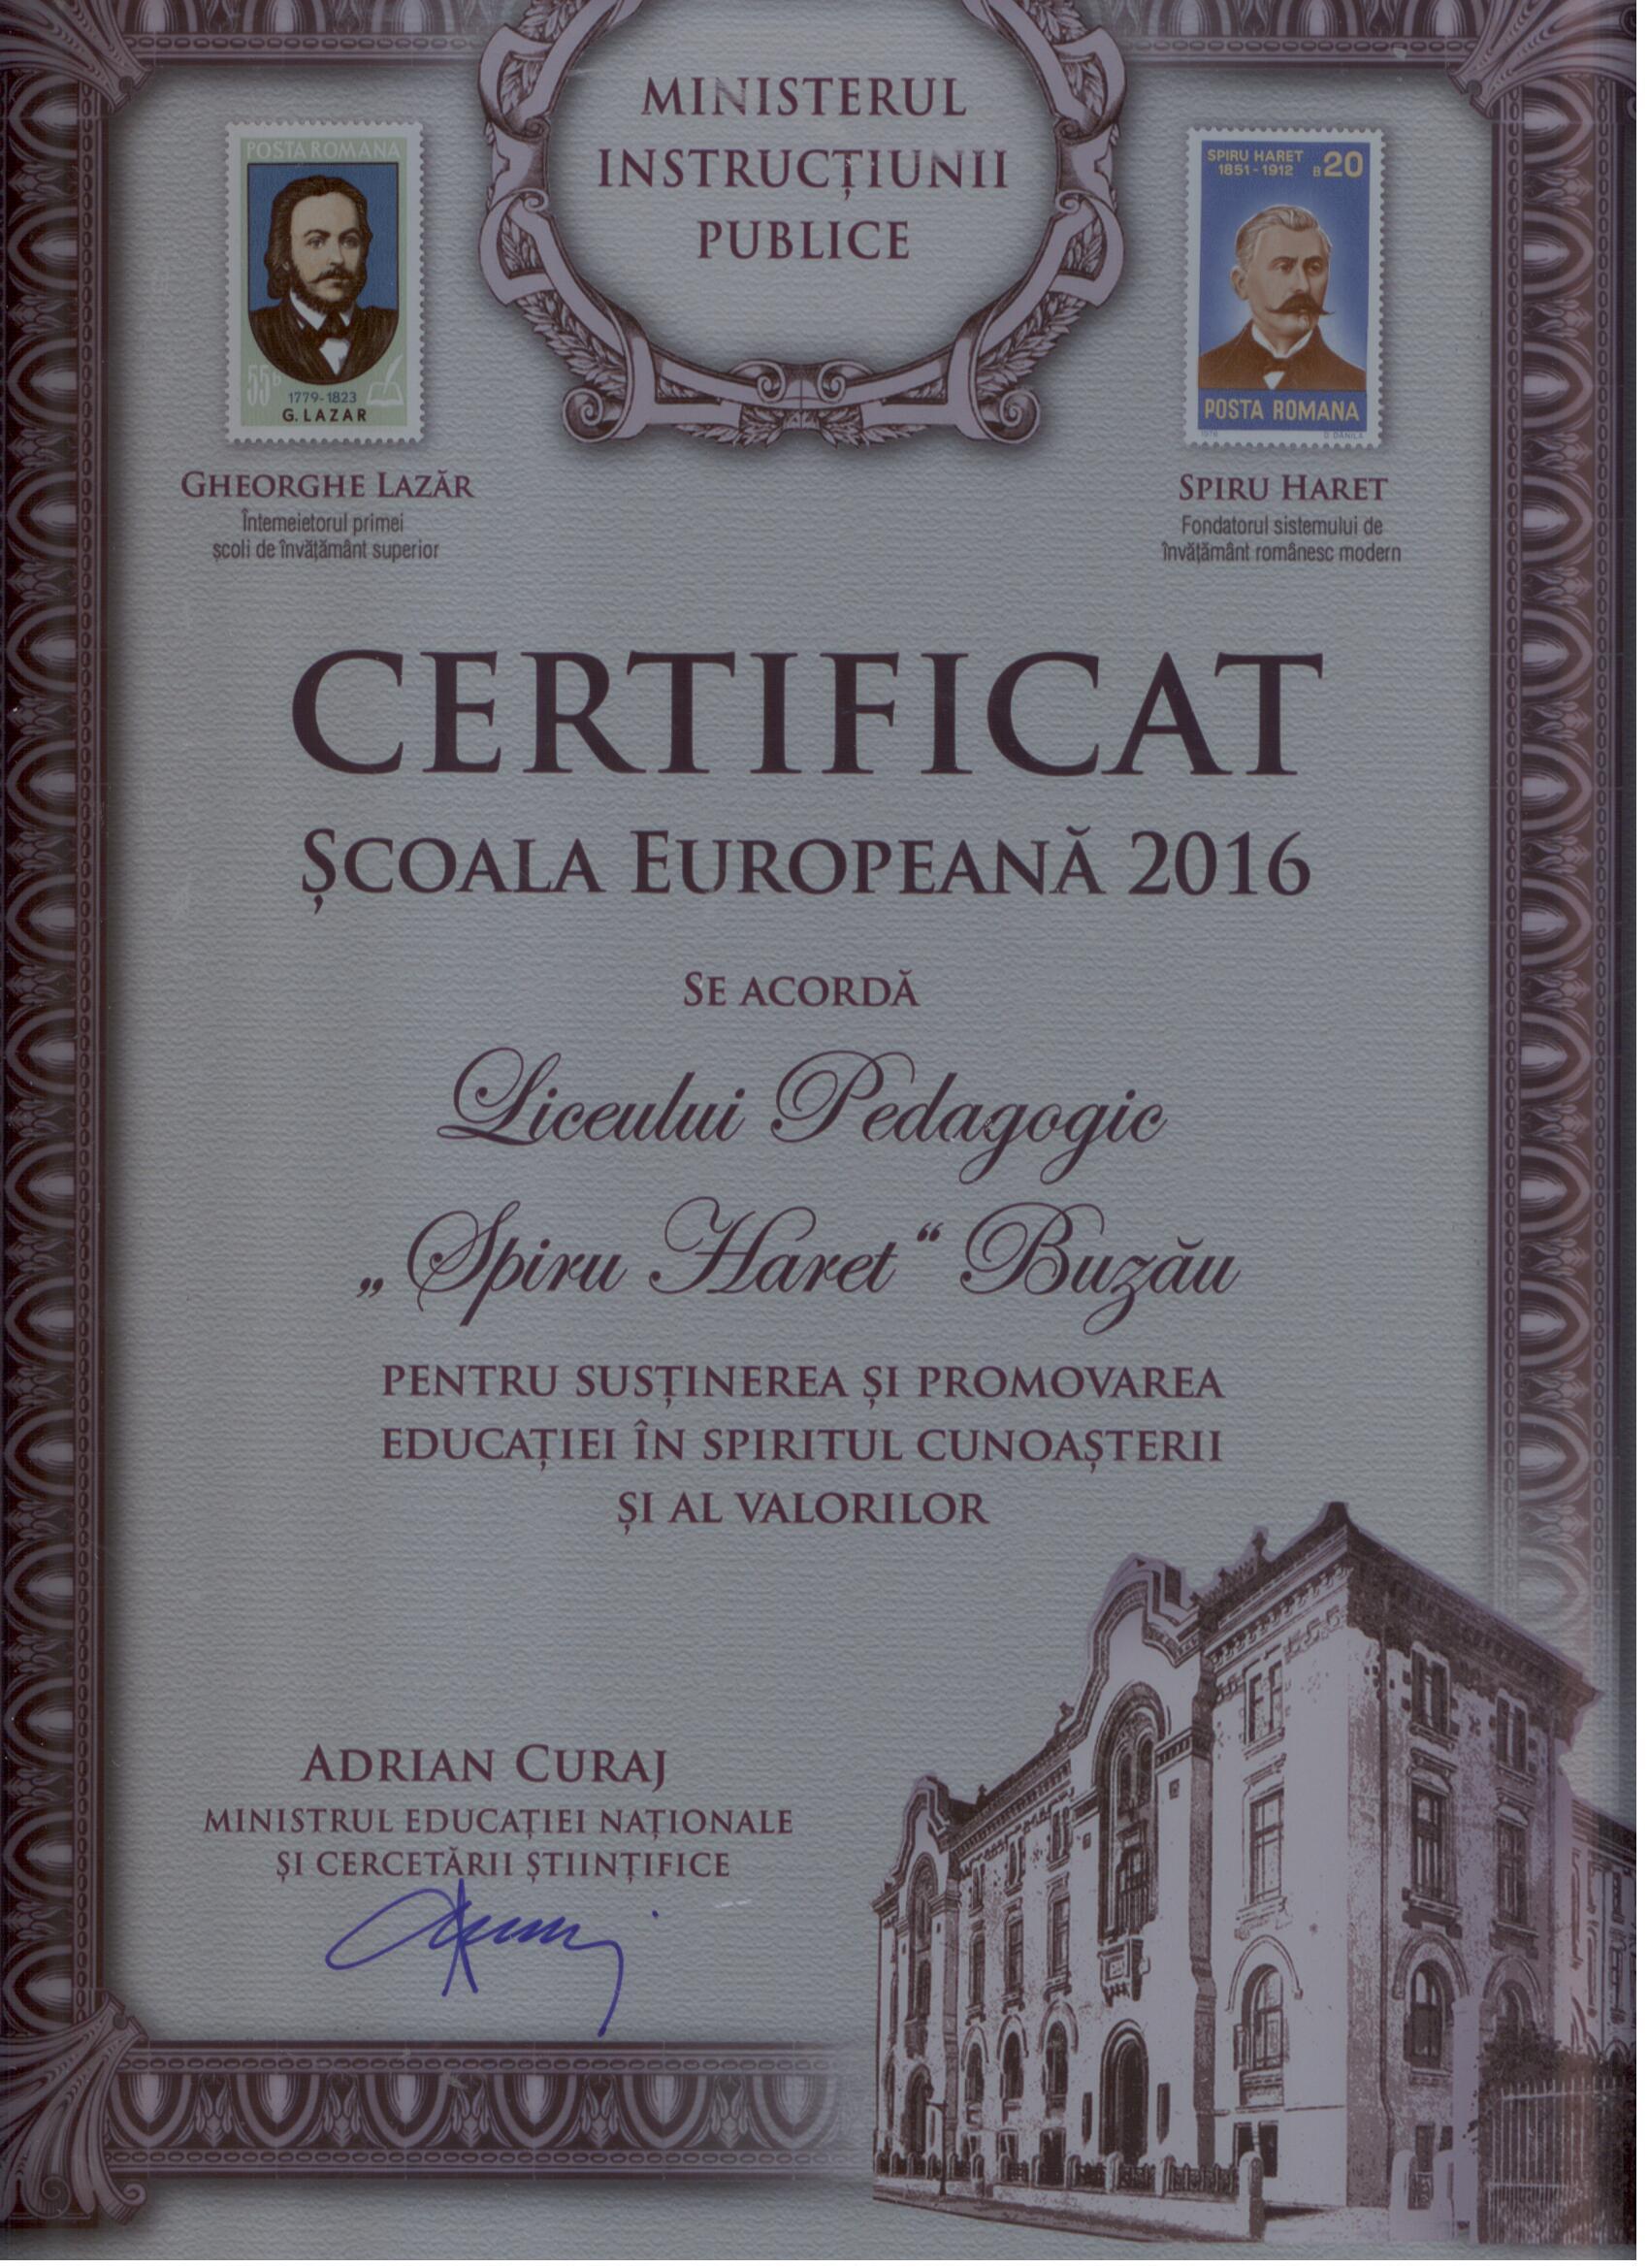 MINISTERUL
INSTRUCȚIUNII
PUBLICE
POSTA ROMANA
55b
1779-1823
G. LAZAR
SPIRU HARET
1851-1912
B 20
POSTA ROMANA
1976
D. DĂNILĂ
GHEORGHE LAZĂR
Întemeietorul primei
școli de învățământ superior
SPIRU HARET
Fondatorul sistemului de
învățământ românesc modern
CERTIFICAT
ȘCOALA EUROPEANĂ 2016
SE ACORDĂ
Liceului Pedagogic
„Spiru Haret“ Buzău
PENTRU SUSȚINEREA ȘI PROMOVAREA
EDUCAȚIEI ÎN SPIRITUL CUNOAȘTERII
ȘI AL VALORILOR
ADRIAN CURAJ
MINISTRUL EDUCAȚIEI NAȚIONALE
ȘI CERCETĂRII ȘTIINȚIFICE